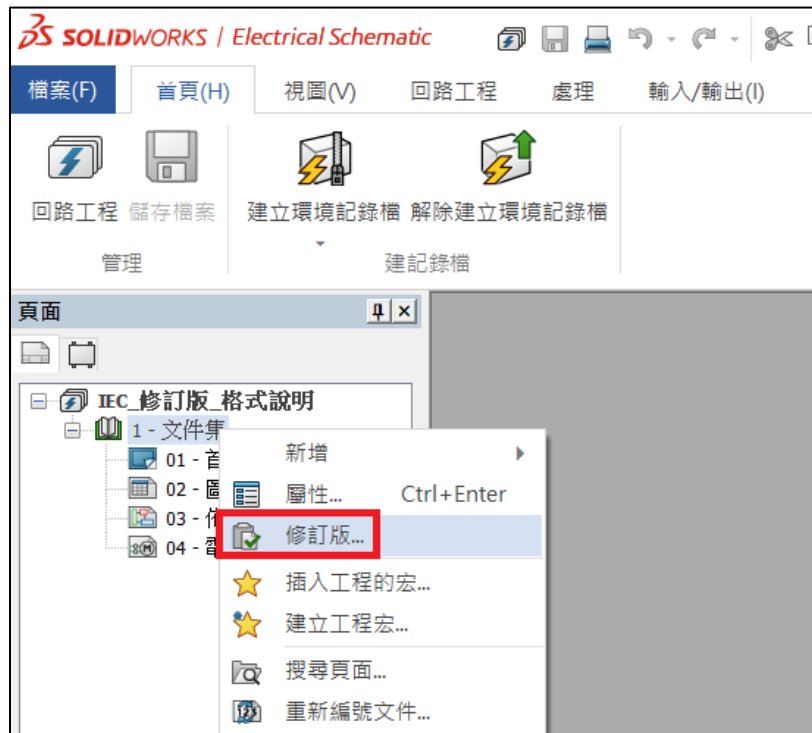 SOLIDWORKS | Electrical Schematic
檔案(F) 首頁(H) 視圖(V) 回路工程 處理 輸入/輸出(I)
回路工程 儲存檔案 建立環境記錄檔 解除建立環境記錄檔
管理 建記錄檔
頁面
IEC_修訂版_格式說明
1 - 文件集
01 - 首
02 - 圖
03 -
04 - 電
新增
屬性... Ctrl+Enter
修訂版...
插入工程的宏...
建立工程宏...
搜尋頁面...
重新編號文件...